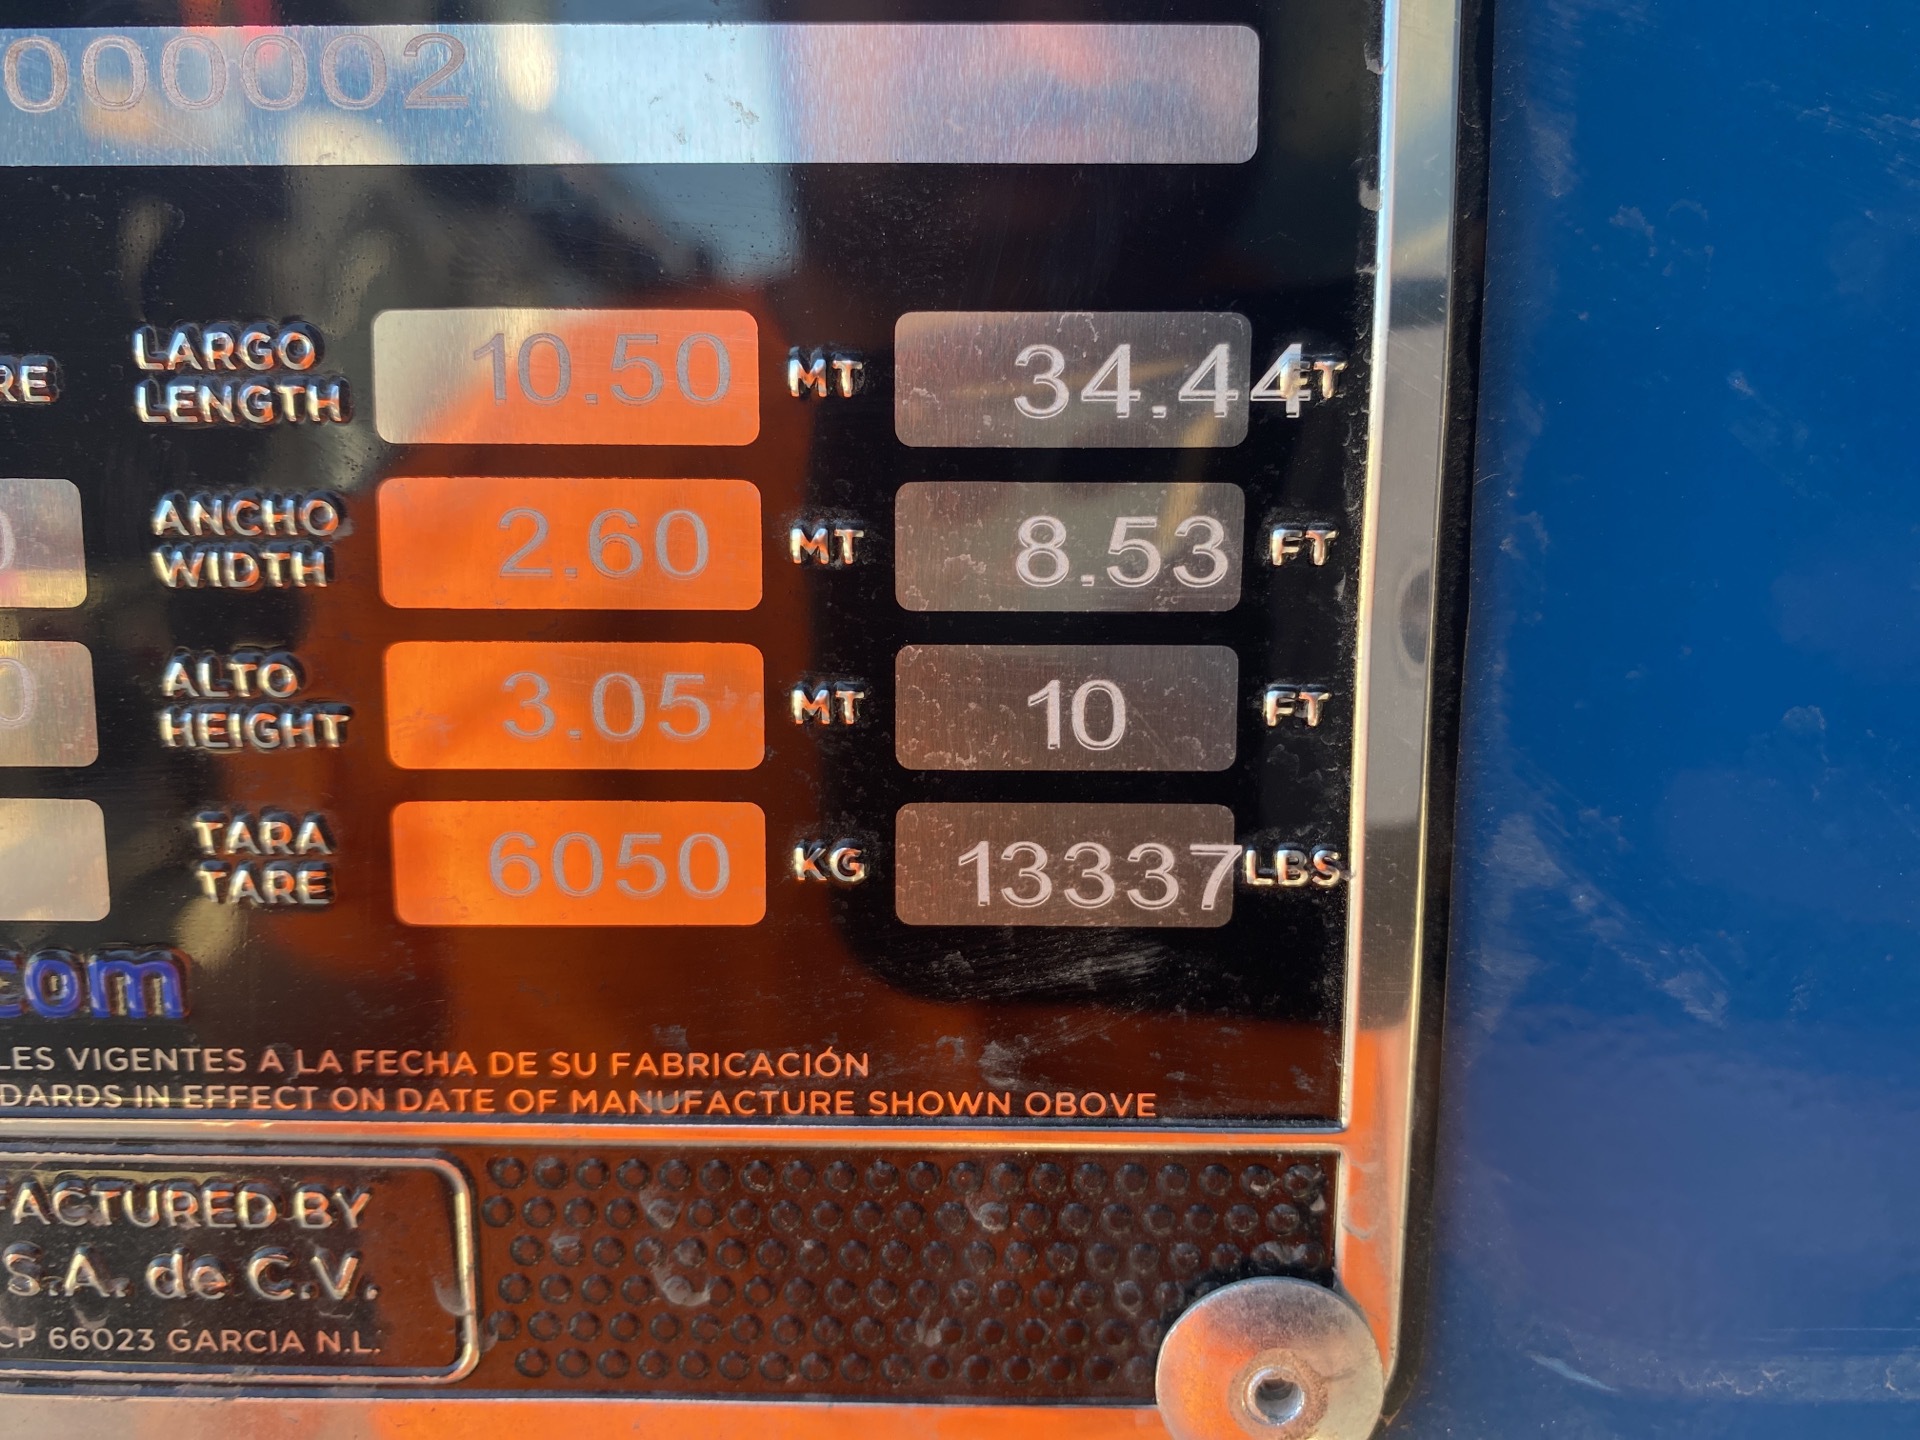 000002
RE
LARGO
LENGTH
10.50 MT 34.44 FT
0
ANCHO
WIDTH
2.60 MT 8.53 FT
0
ALTO
HEIGHT
3.05 MT 10 FT
TARA
TARE
6050 KG 13337 LBS
com
LES VIGENTES A LA FECHA DE SU FABRICACIÓN
DARDS IN EFFECT ON DATE OF MANUFACTURE SHOWN OBOVE
FACTURED BY
S.A. de C.V.
CP 66023 GARCIA N.L.